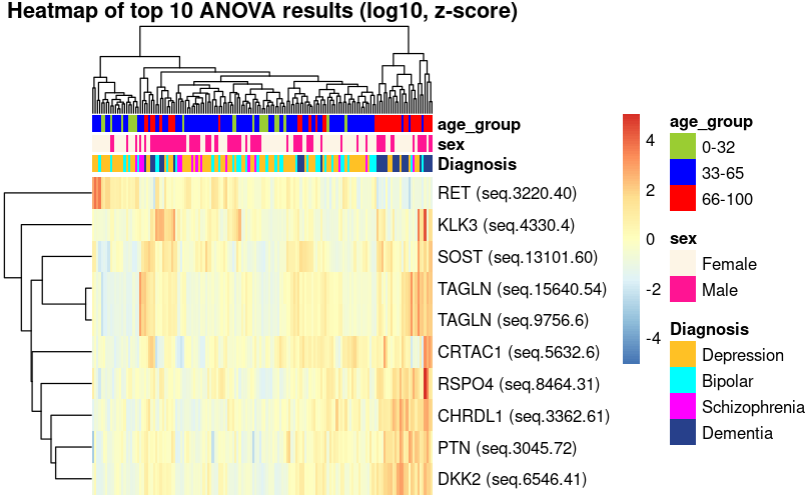 Heatmap of top 10 ANOVA results (log10, z-score)
age_group
sex
Diagnosis
RET (seq.3220.40)
KLK3 (seq.4330.4)
SOST (seq.13101.60)
TAGLN (seq.15640.54)
TAGLN (seq.9756.6)
CRTAC1 (seq.5632.6)
RSPO4 (seq.8464.31)
CHRDL1 (seq.3362.61)
PTN (seq.3045.72)
DKK2 (seq.6546.41)
4
2
0
-2
-4
age_group
0-32
33-65
66-100
sex
Female
Male
Diagnosis
Depression
Bipolar
Schizophrenia
Dementia